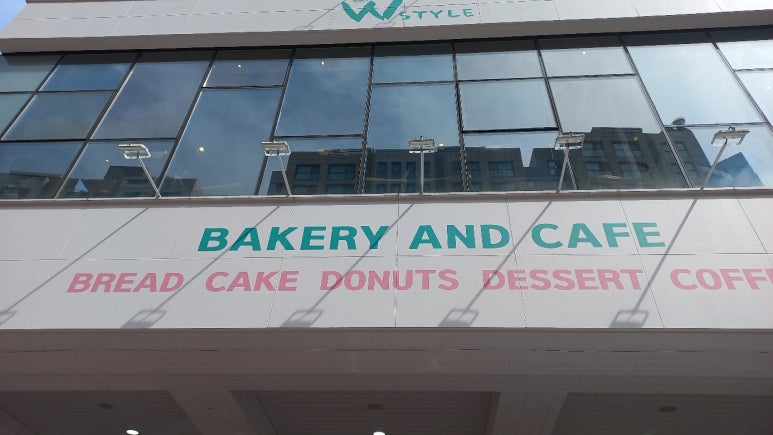 W STYLE
BAKERY AND CAFE
BREAD CAKE DONUTS DESSERT COFF